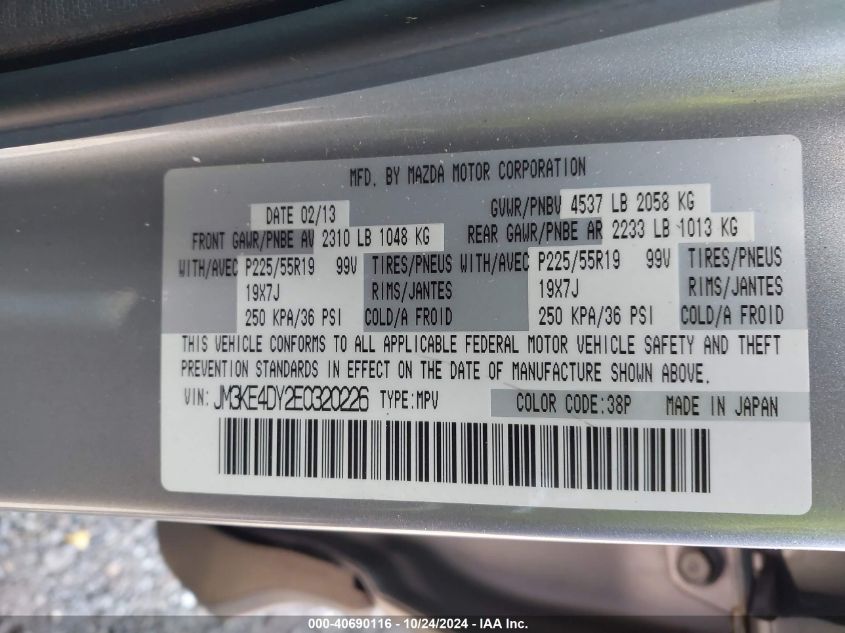 MFD. BY MAZDA MOTOR CORPORATION
DATE 02/13 GVWR/PNBV 4537 LB 2058 KG
FRONT GAWR/PNBE AV 2310 LB 1048 KG REAR GAWR/PNBE AR 2233 LB 1013 KG
WITH/AVEC P225/55R19 99V TIRES/PNEUS WITH/AVEC P225/55R19 99V TIRES/PNEUS
19X7J RIMS/JANTES 19X7J RIMS/JANTES
250 KPA/36 PSI COLD/A FROID 250 KPA/36 PSI COLD/A FROID
THIS VEHICLE CONFORMS TO ALL APPLICABLE FEDERAL MOTOR VEHICLE SAFETY AND THEFT
PREVENTION STANDARDS IN EFFECT ON THE DATE OF MANUFACTURE SHOWN ABOVE.
VIN: JM3KE4DY2E0320226 TYPE:MPV COLOR CODE:38P MADE IN JAPAN
000-40690116 - 10/24/2024 - IAA Inc.